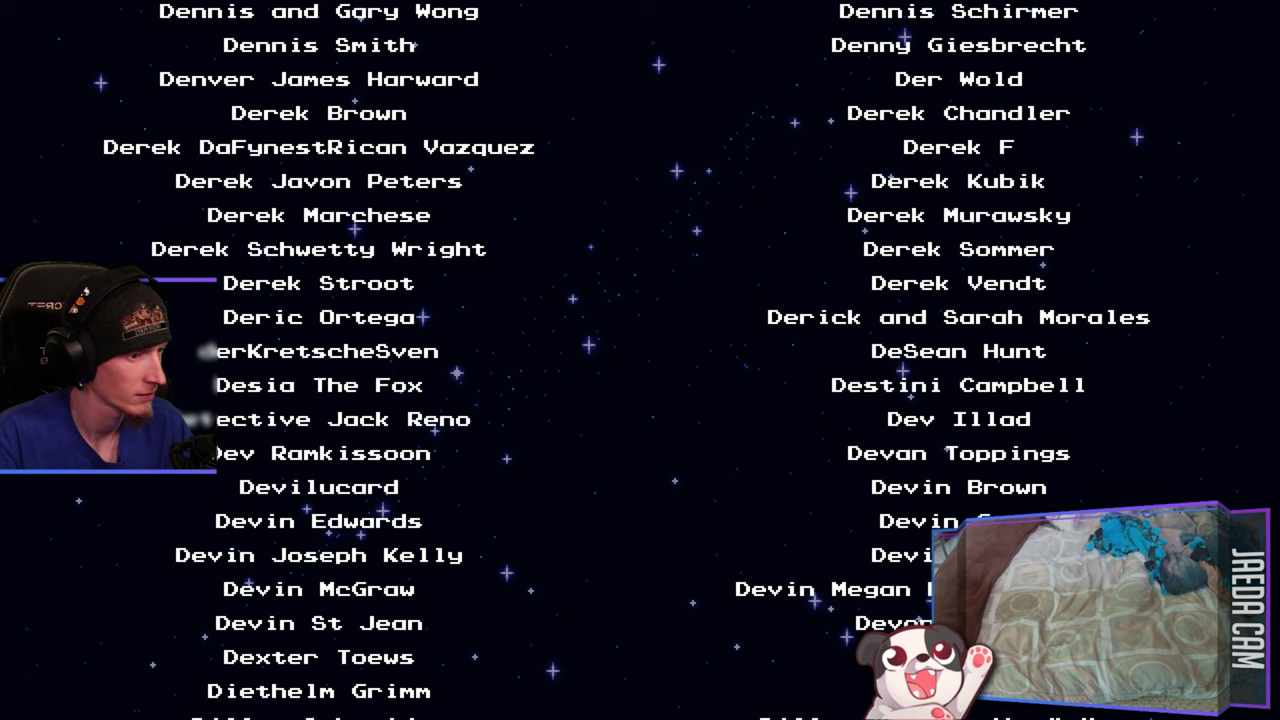 Dennis and Gary Wong
Dennis Schirmer
Dennis Smith
Denny Giesbrecht
Denver James Harward
Der Wold
Derek Brown
Derek Chandler
Derek DaFynestRican Vazquez
Derek F
Derek Javon Peters
Derek Kubik
Derek Marchese
Derek Murawsky
Derek Schwetty Wright
Derek Sommer
Derek Stroot
Derek Vendt
Deric Ortega
Derick and Sarah Morales
derKretscheSven
DeSean Hunt
Desia The Fox
Destini Campbell
Jack Reno
Dev Illad
Dev Ramkissoon
Devan Toppings
Devilucard
Devin Brown
Devin Edwards
Devin
Devin Joseph Kelly
Devin McGraw
Devin Megan
Devin St Jean
Dexter Toews
Diethelm Grimm
JAEDA CAM